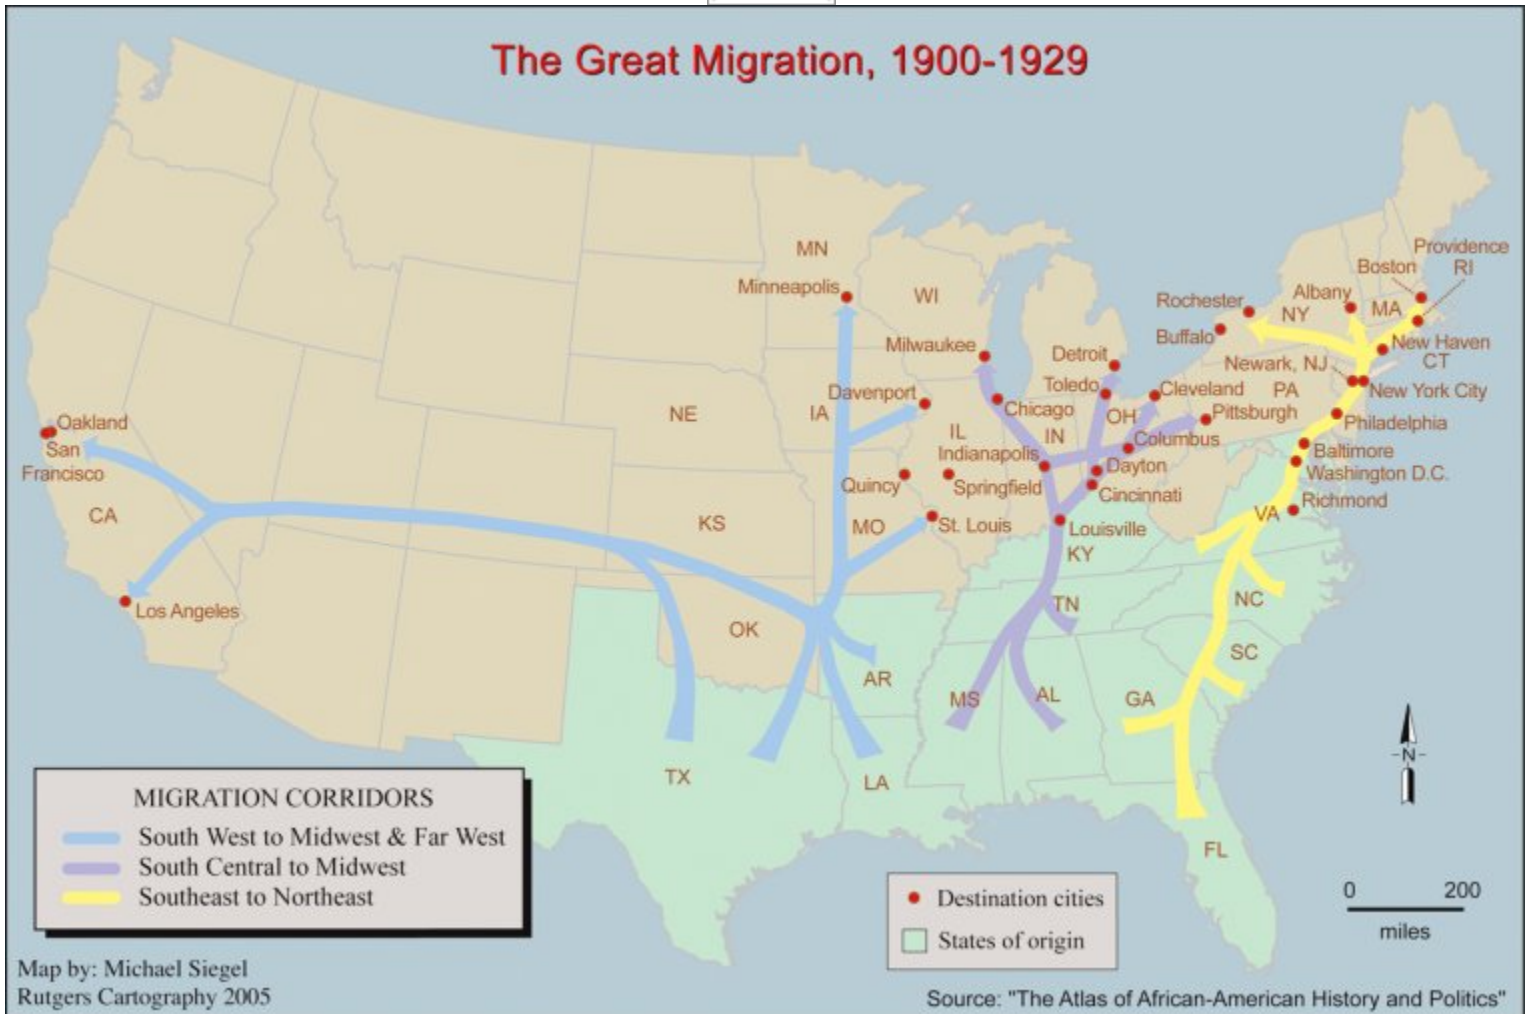 The Great Migration, 1900-1929
Providence
RI
Boston
MN
Minneapolis
WI
Rochester
Albany
NY
MA
Buffalo
Milwaukee
Detroit
New Haven
CT
Newark, NJ
Toledo
Cleveland
PA
New York City
Davenport
NE
IA
Chicago
OH
Pittsburgh
Philadelphia
Oakland
San
Francisco
IL
IN
Columbus
Indianapolis
Baltimore
Dayton
Washington D.C.
Quincy
Springfield
Cincinnati
Richmond
CA
KS
MO
St. Louis
Louisville
VA
KY
Los Angeles
TN
NC
OK
SC
AR
MS
AL
GA
TX
LA
N
FL
MIGRATION CORRIDORS
South West to Midwest & Far West
South Central to Midwest
Southeast to Northeast
Destination cities
States of origin
0 200
miles
Map by: Michael Siegel
Rutgers Cartography 2005
Source: "The Atlas of African-American History and Politics"